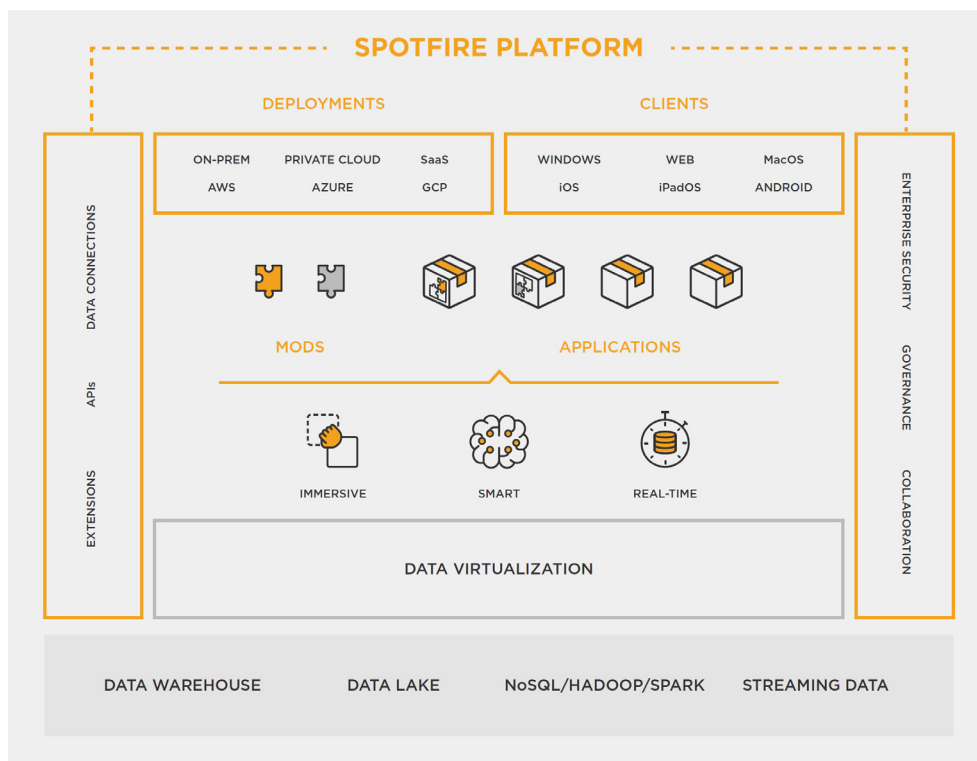 SPOTFIRE PLATFORM
DEPLOYMENTS
CLIENTS
ON-PREM PRIVATE CLOUD SaaS
AWS AZURE GCP
WINDOWS WEB MacOS
iOS iPadOS ANDROID
DATA CONNECTIONS
APIs
EXTENSIONS
ENTERPRISE SECURITY
GOVERNANCE
COLLABORATION
MODS
APPLICATIONS
IMMERSIVE
SMART
REAL-TIME
DATA VIRTUALIZATION
DATA WAREHOUSE DATA LAKE NoSQL/HADOOP/SPARK STREAMING DATA